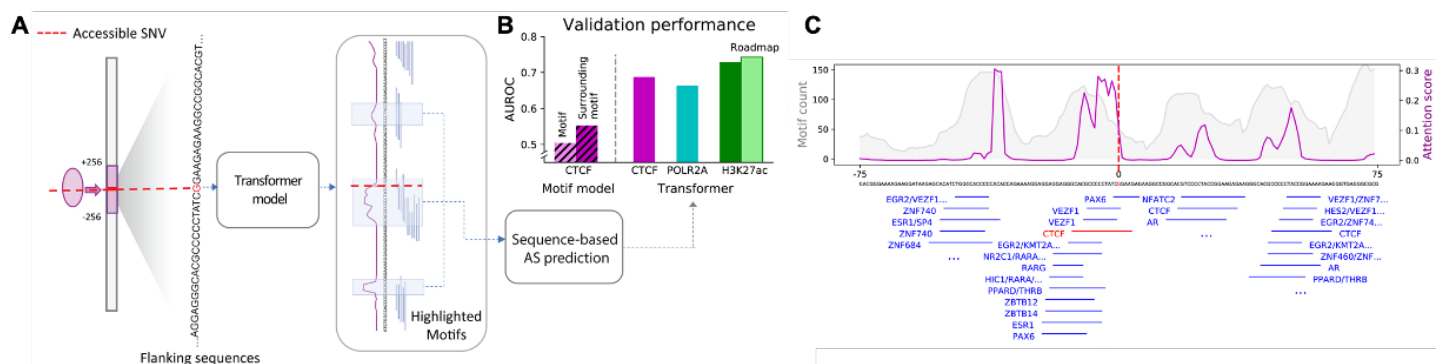 A
Accessible SNV
+256
-256
AGGAGGGCACGCCCCCTATCGGAAGAGAAGGCCGGCACGT...
Flanking sequences
Transformer
model
Highlighted
Motifs
Sequence-based
AS prediction
B
Validation performance
Roadmap
0.8
0.7
0.6
0.5
AUROC
Motif
Surrounding
motif
CTCF
CTCF
POLR2A
H3K27ac
Motif model
Transformer
C
150
100
50
0
Motif count
0.3
0.2
0.1
0.0
Attention score
-75
0
75
EGR2/VEZF1...
ZNF740
ESR1/SP4
ZNF740
ZNF684
...
PAX6
VEZF1
VEZF1
CTCF
EGR2/KMT2A...
NR2C1/RARA...
RARG
HIC1/RARA/...
PPARD/THRB
ZBTB12
ZBTB14
ESR1
PAX6
NFATC2
CTCF
AR
...
VEZF1/ZNF7...
HES2/VEZF1...
EGR2/ZNF74...
CTCF
EGR2/KMT2A...
ZNF460/ZNF...
AR
PPARD/THRB
...